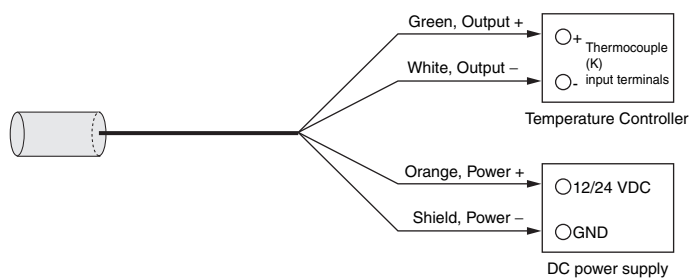 Green, Output +
White, Output –
+ Thermocouple
(K)
- input terminals
Temperature Controller
Orange, Power +
Shield, Power –
12/24 VDC
GND
DC power supply